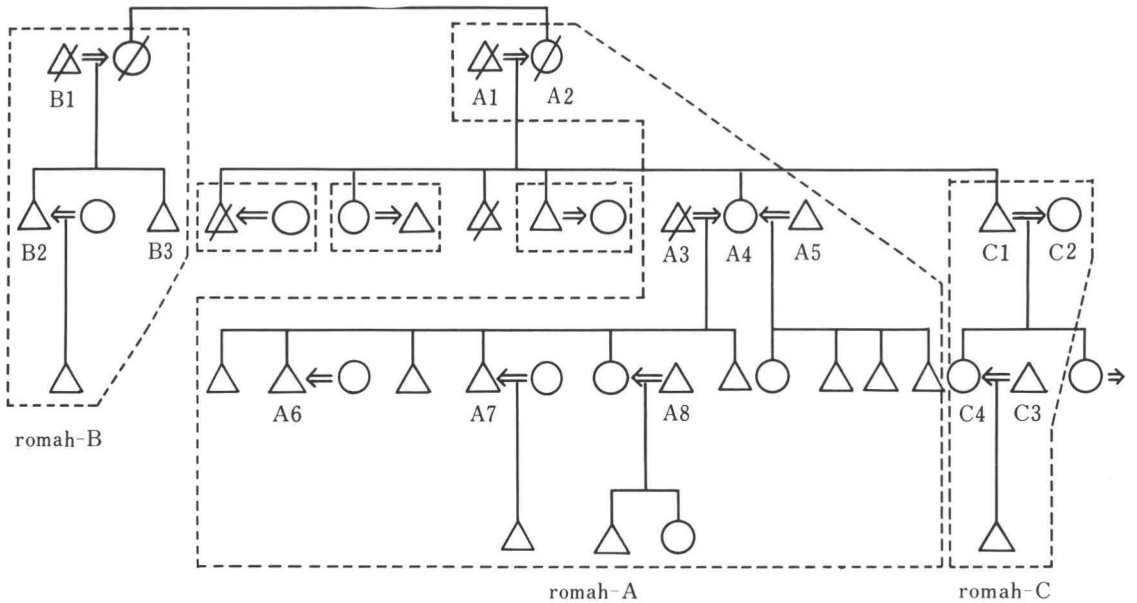 B1
A1
A2
B2
B3
A3
A4
A5
C1
C2
A6
A7
A8
C4
C3
romah-B
romah-A
romah-C